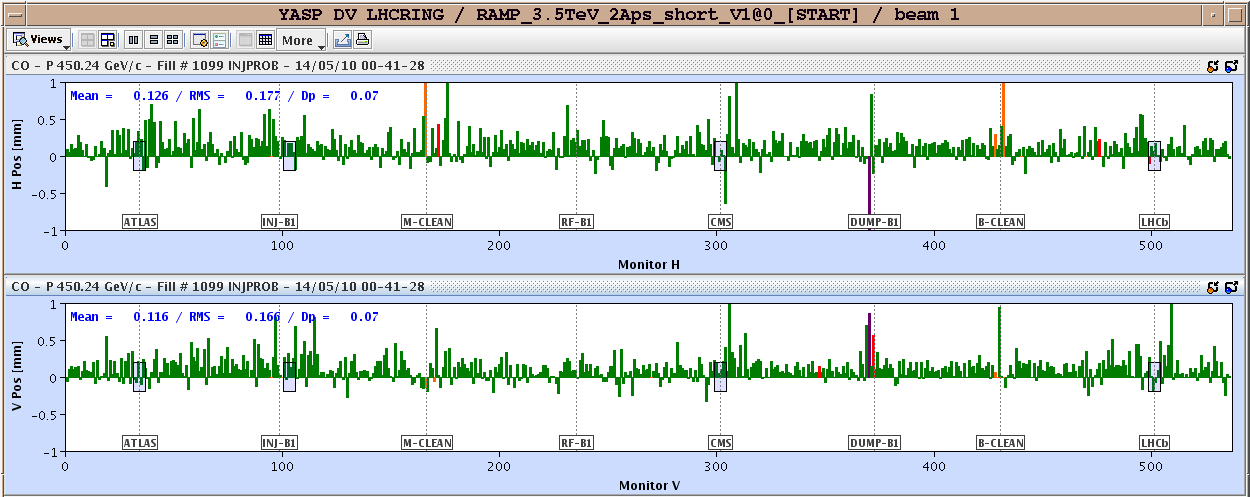 YASP DV LHCRING / RAMP_3.5TeV_2Aps_short_V1@0_[START] / beam 1
Views More
CO - P 450.24 GeV/c - Fill # 1099 INJPROB - 14/05/10 00-41-28
Mean = 0.126 / RMS = 0.177 / Dp = 0.07
H Pos [mm]
1
0.5
0
-0.5
-1
ATLAS INJ-B1 M-CLEAN RF-B1 CMS DUMP-B1 B-CLEAN LHCb
0 100 200 300 400 500
Monitor H
CO - P 450.24 GeV/c - Fill # 1099 INJPROB - 14/05/10 00-41-28
Mean = 0.116 / RMS = 0.166 / Dp = 0.07
V Pos [mm]
1
0.5
0
-0.5
-1
ATLAS INJ-B1 M-CLEAN RF-B1 CMS DUMP-B1 B-CLEAN LHCb
0 100 200 300 400 500
Monitor V